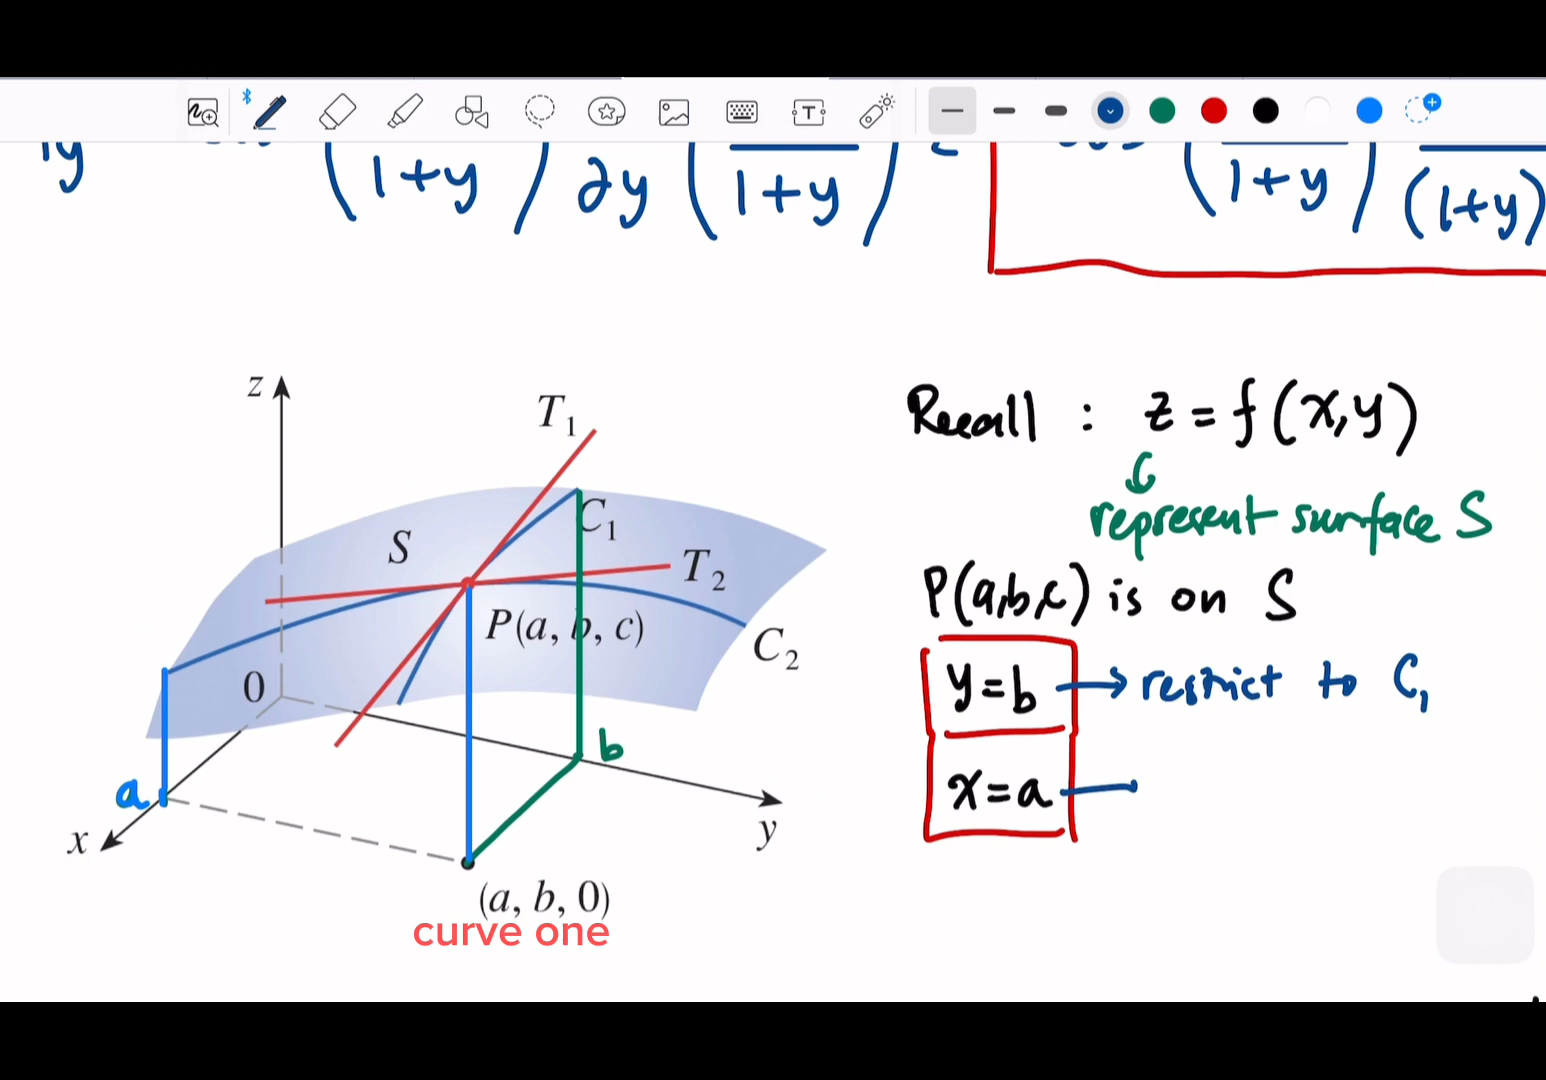 (1+y) ∂y (1+y)
(1+y) (1+y)
z
T₁
C₁
S
T₂
P(a, b, c)
C₂
0
b
a
x
y
(a, b, 0)
curve one
Recall : z = f(x,y)
represent surface S
P(a,b,c) is on S
y=b → restrict to C₁
x=a